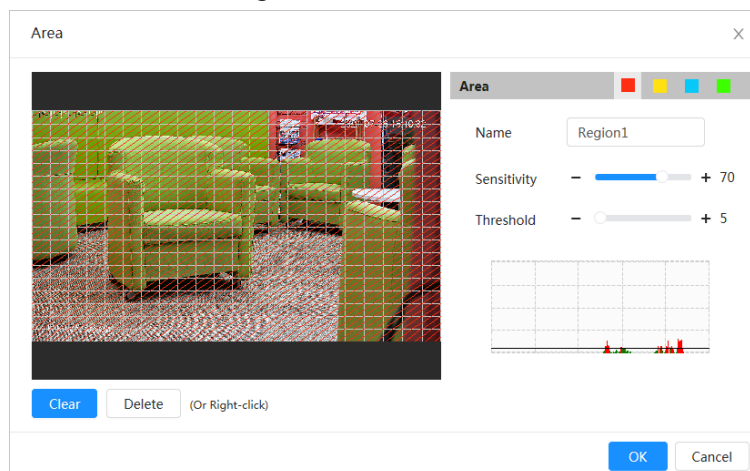 Area
Area
Name
Region1
Sensitivity
- + 70
Threshold
- + 5
Clear
Delete
(Or Right-click)
OK
Cancel